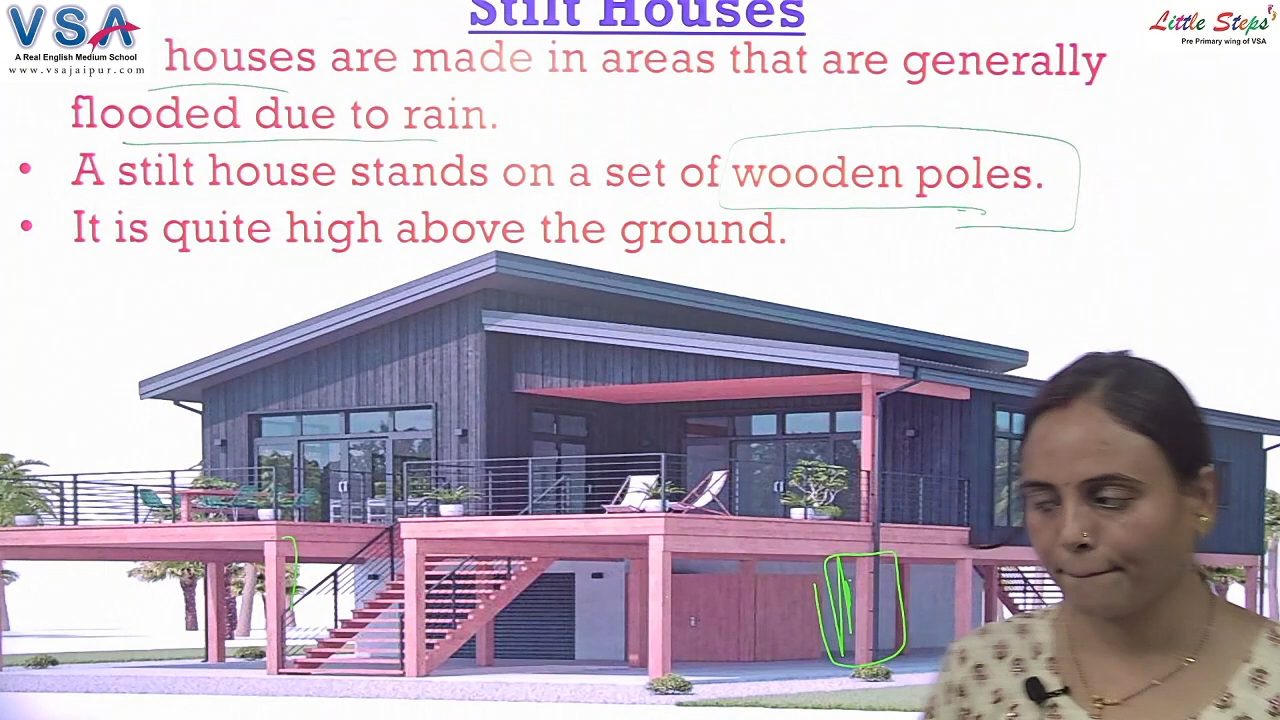 Stilt Houses
VSA
A Real English Medium School
www.vsajaipur.com
Little Steps
Pre Primary wing of VSA
houses are made in areas that are generally
flooded due to rain.
• A stilt house stands on a set of wooden poles.
• It is quite high above the ground.